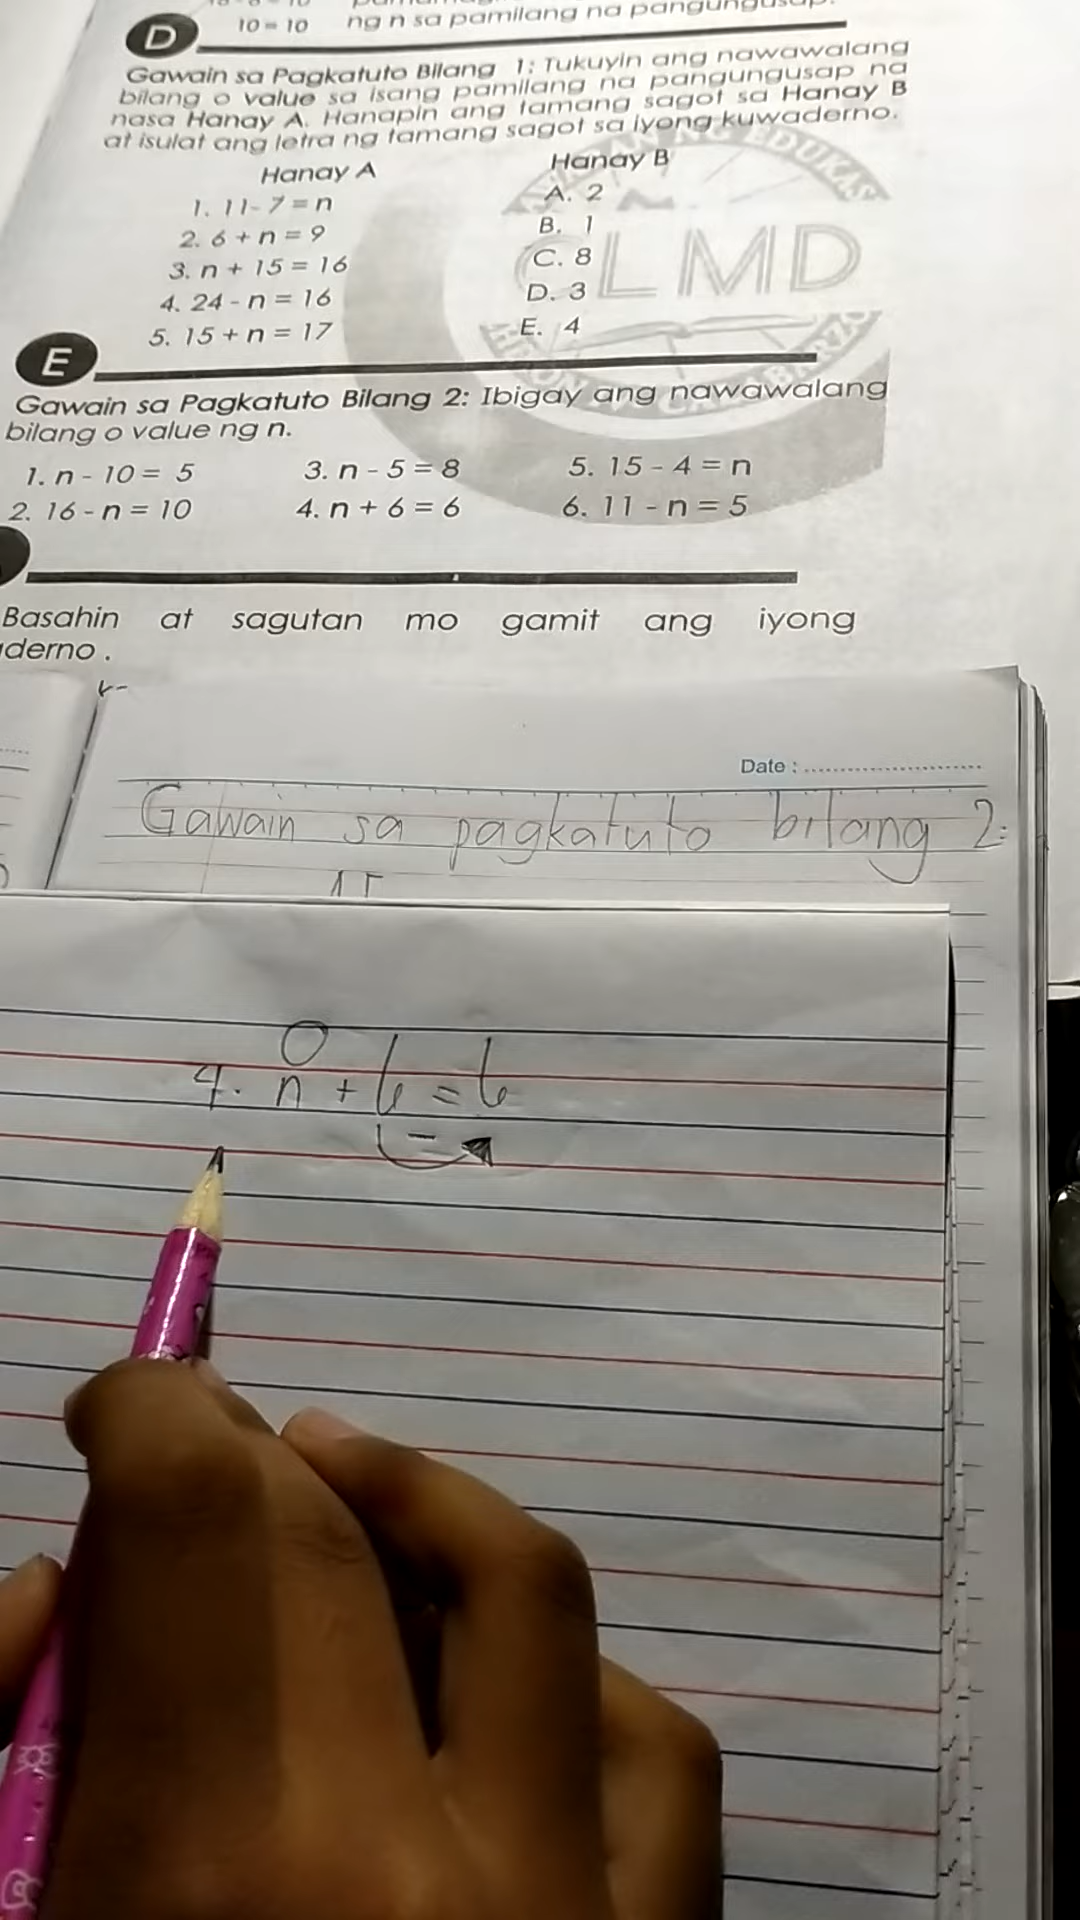 D
10 = 10 ng n sa pamilang na pangungusap.
Gawain sa Pagkatuto Bilang 1: Tukuyin ang nawawalang
bilang o value sa isang pamilang na pangungusap na
nasa Hanay A. Hanapin ang tamang sagot sa Hanay B
at isulat ang letra ng tamang sagot sa iyong kuwaderno.
Hanay A
1. 11- 7 = n
2. 6 + n = 9
3. n + 15 = 16
4. 24 - n = 16
5. 15 + n = 17
Hanay B
A. 2
B. 1
C. 8
D. 3
E. 4
CLMD
E
Gawain sa Pagkatuto Bilang 2: Ibigay ang nawawalang
bilang o value ng n.
1. n - 10 = 5 3. n - 5 = 8 5. 15 - 4 = n
2. 16 - n = 10 4. n + 6 = 6 6. 11 - n = 5
Basahin at sagutan mo gamit ang iyong
derno .
Date :
Gawain sa pagkatuto bilang 2:
15
0
4. n + 6 = 6
-